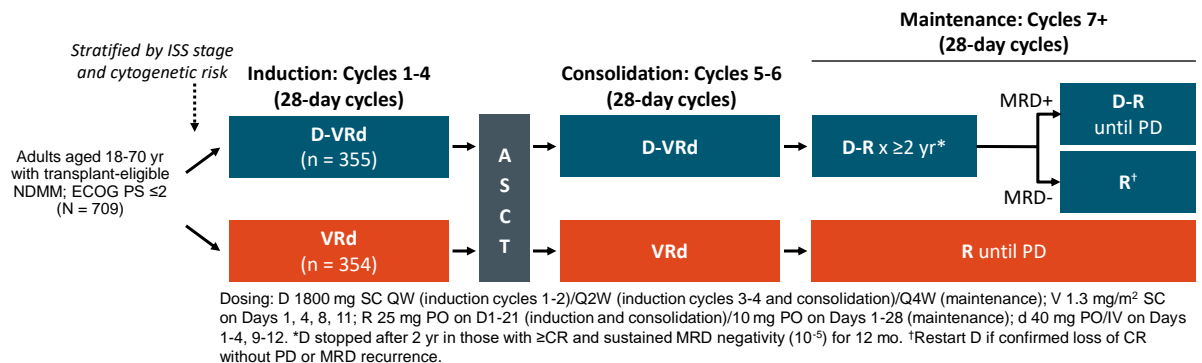 Stratified by ISS stage
and cytogenetic risk
Adults aged 18-70 yr
with transplant-eligible
NDMM; ECOG PS ≤2
(N = 709)
Induction: Cycles 1-4
(28-day cycles)
D-VRd
(n = 355)
VRd
(n = 354)
A
S
C
T
Consolidation: Cycles 5-6
(28-day cycles)
D-VRd
VRd
Maintenance: Cycles 7+
(28-day cycles)
D-R x ≥2 yr*
MRD+
D-R
until PD
MRD-
R†
R until PD
Dosing: D 1800 mg SC QW (induction cycles 1-2)/Q2W (induction cycles 3-4 and consolidation)/Q4W (maintenance); V 1.3 mg/m² SC
on Days 1, 4, 8, 11; R 25 mg PO on D1-21 (induction and consolidation)/10 mg PO on Days 1-28 (maintenance); d 40 mg PO/IV on Days
1-4, 9-12. *D stopped after 2 yr in those with ≥CR and sustained MRD negativity (10⁻⁵) for 12 mo. †Restart D if confirmed loss of CR
without PD or MRD recurrence.